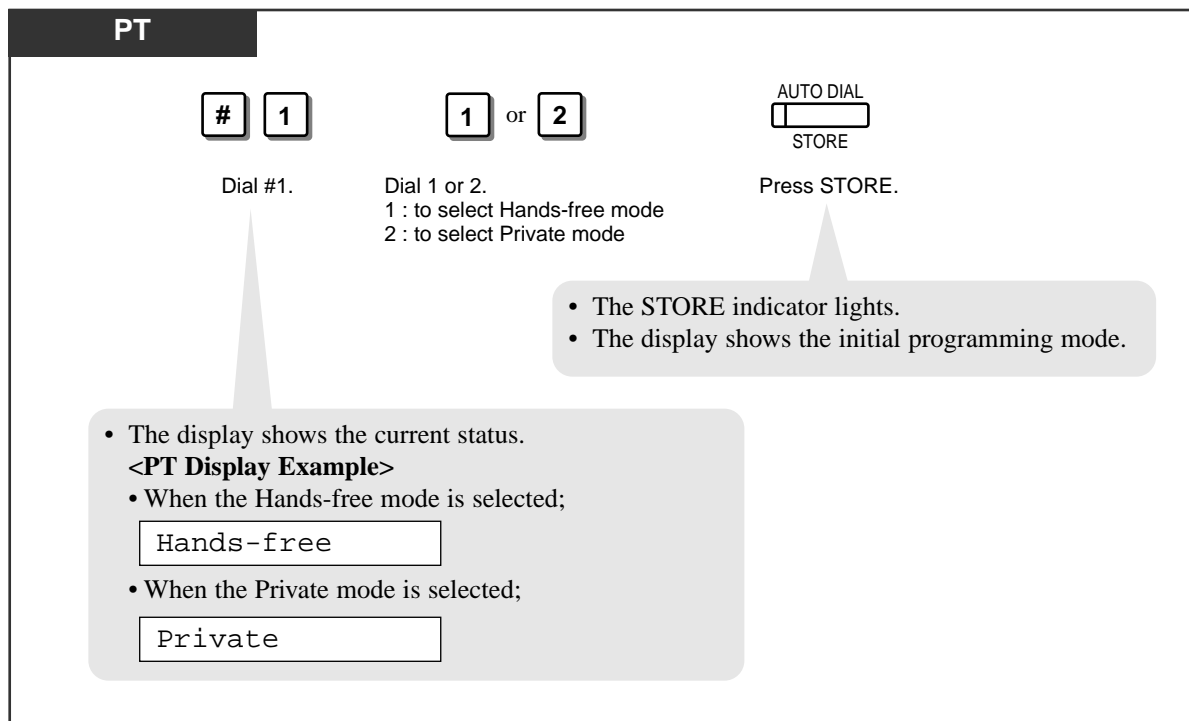 PT
# 1 1 or 2 AUTO DIAL
STORE
Dial #1.
Dial 1 or 2.
1 : to select Hands-free mode
2 : to select Private mode
Press STORE.
• The STORE indicator lights.
• The display shows the initial programming mode.
• The display shows the current status.
<PT Display Example>
• When the Hands-free mode is selected;
Hands-free
• When the Private mode is selected;
Private